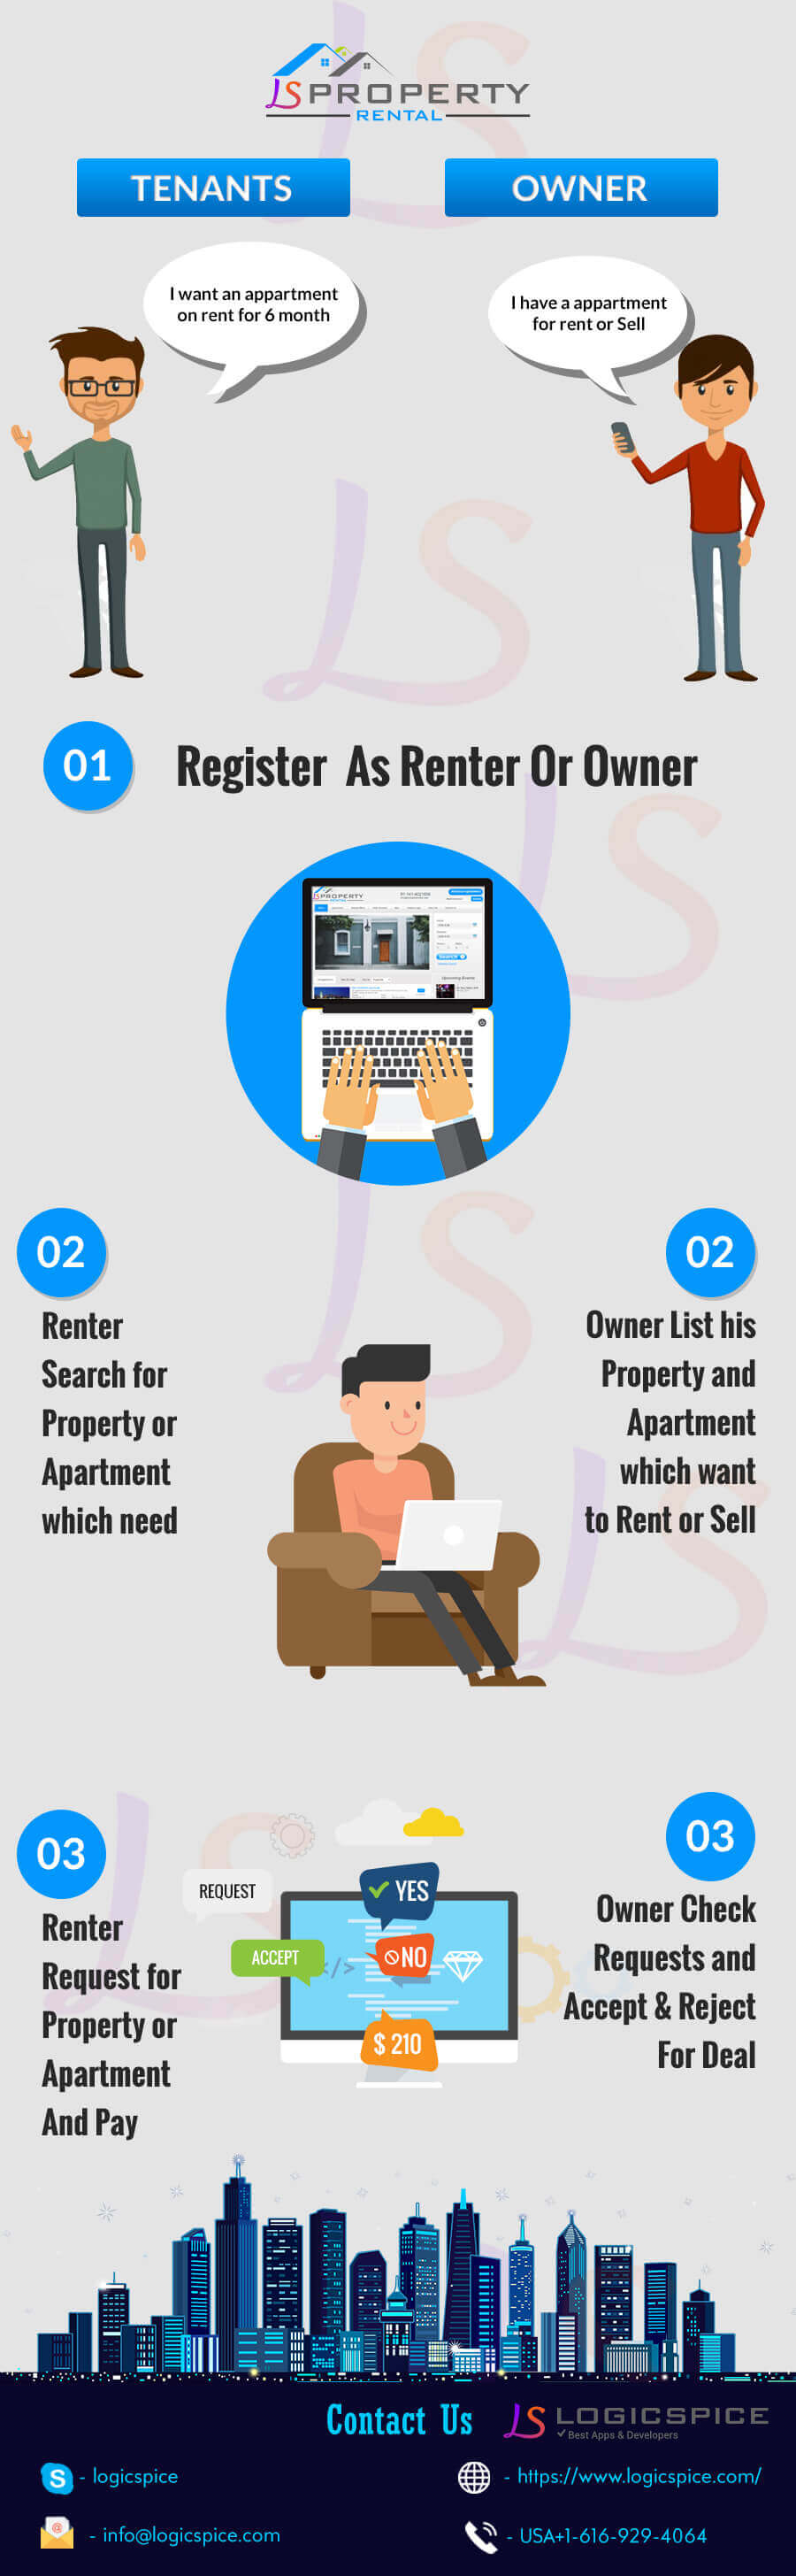 LS PROPERTY
RENTAL
TENANTS
OWNER
I want an appartment
on rent for 6 month
I have a appartment
for rent or Sell
01
Register As Renter Or Owner
PROPERTY
SEARCH
Upcoming Events
02
Renter
Search for
Property or
Apartment
which need
02
Owner List his
Property and
Apartment
which want
to Rent or Sell
03
Renter
Request for
Property or
Apartment
And Pay
REQUEST
YES
ACCEPT
</>
NO
$ 210
03
Owner Check
Requests and
Accept & Reject
For Deal
Contact Us
LS LOGICSPICE
Best Apps & Developers
S - logicspice
- https://www.logicspice.com/
@ - info@logicspice.com
- USA+1-616-929-4064